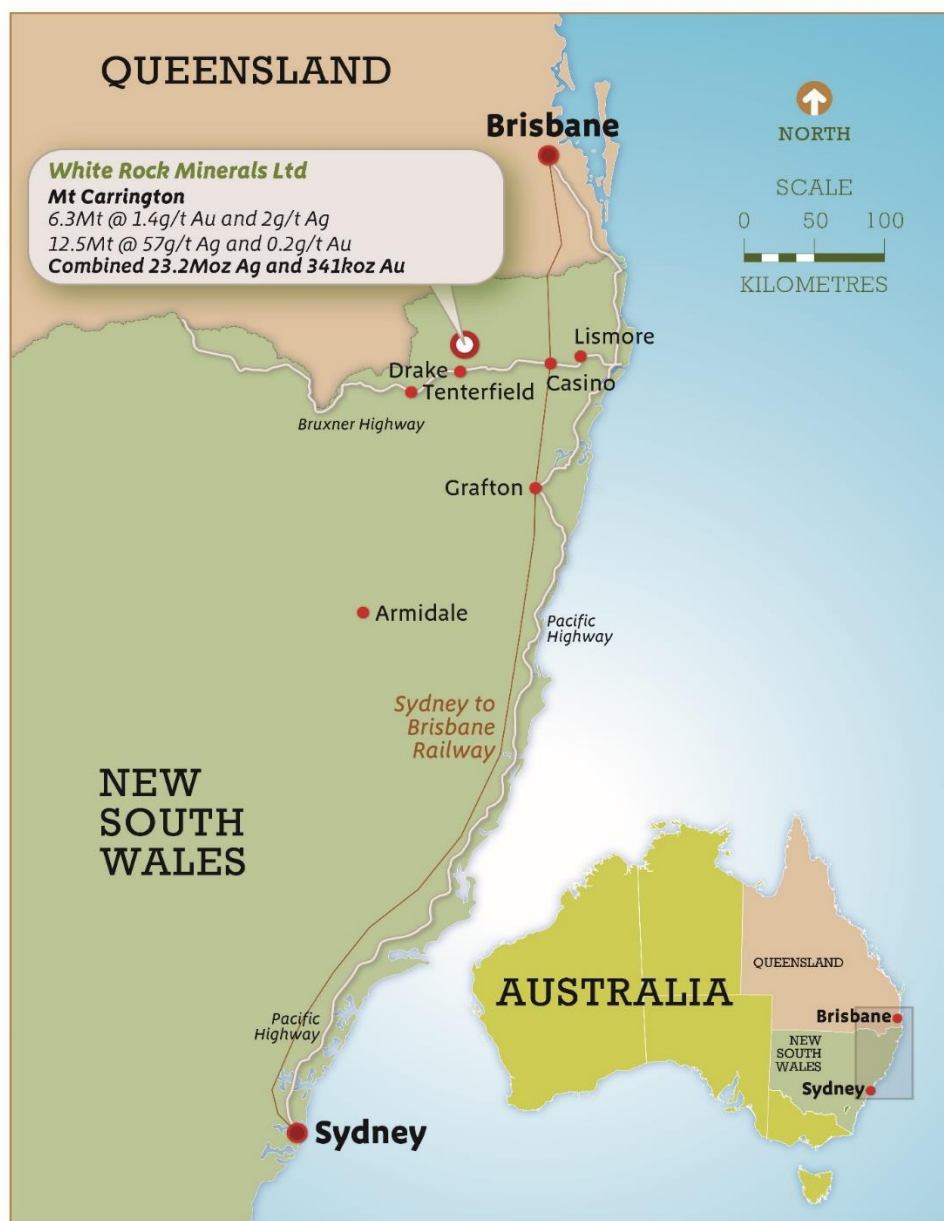 QUEENSLAND
Brisbane
NORTH
SCALE
0 50 100
KILOMETRES
White Rock Minerals Ltd
Mt Carrington
6.3Mt @ 1.4g/t Au and 2g/t Ag
12.5Mt @ 57g/t Ag and 0.2g/t Au
Combined 23.2Moz Ag and 341koz Au
Lismore
Drake
Casino
Tenterfield
Bruxner Highway
Grafton
Armidale
Pacific
Highway
Sydney to
Brisbane
Railway
NEW
SOUTH
WALES
Pacific
Highway
Sydney
AUSTRALIA
QUEENSLAND
Brisbane
NEW
SOUTH
WALES
Sydney